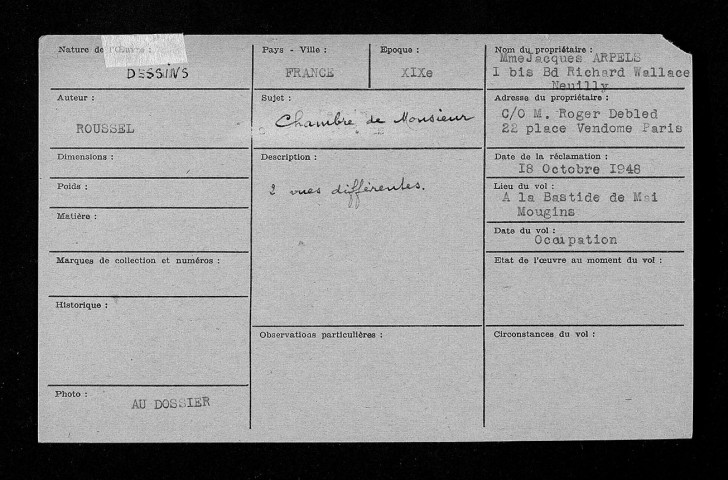 Nature de l'Œuvre :
DESSINS
Auteur :
ROUSSEL
Dimensions :
Poids :
Matière :
Marques de collection et numéros :
Historique :
Photo :
AU DOSSIER
Pays - Ville :
FRANCE
Epoque :
XIXe
Sujet :
Chambre de Monsieur
Description :
2 vues différentes.
Observations particulières :
Nom du propriétaire :
MmeJacques ARPELS
1 bis Bd Richard Wallace
Neuilly
Adresse du propriétaire :
C/O M. Roger Debled
22 place Vendome Paris
Date de la réclamation :
18 Octobre 1948
Lieu du vol :
A la Bastide de Mai
Mougins
Date du vol :
Occupation
Etat de l'œuvre au moment du vol :
Circonstances du vol :